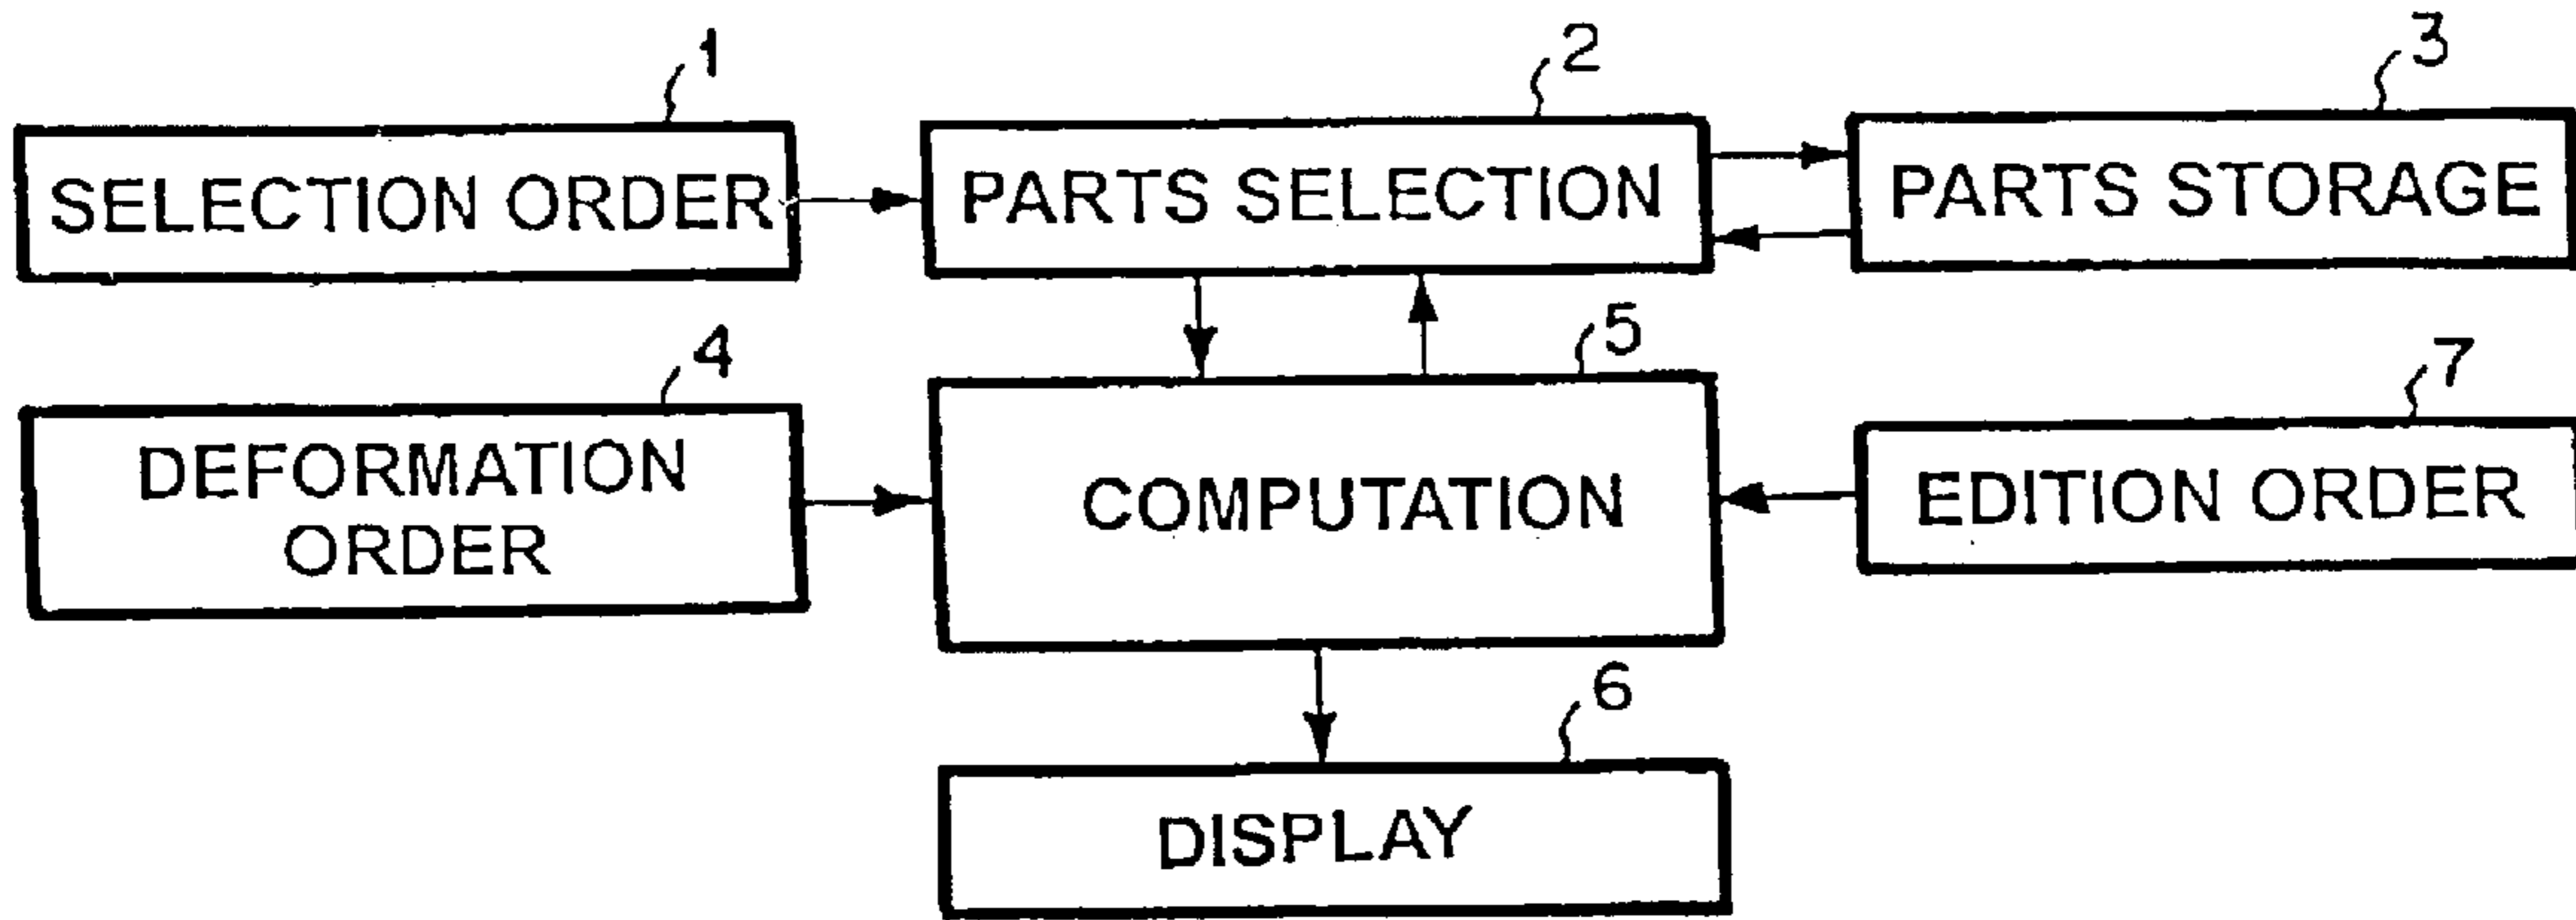 1
2
3
SELECTION ORDER
PARTS SELECTION
PARTS STORAGE
4
5
7
DEFORMATION
ORDER
COMPUTATION
EDITION ORDER
6
DISPLAY